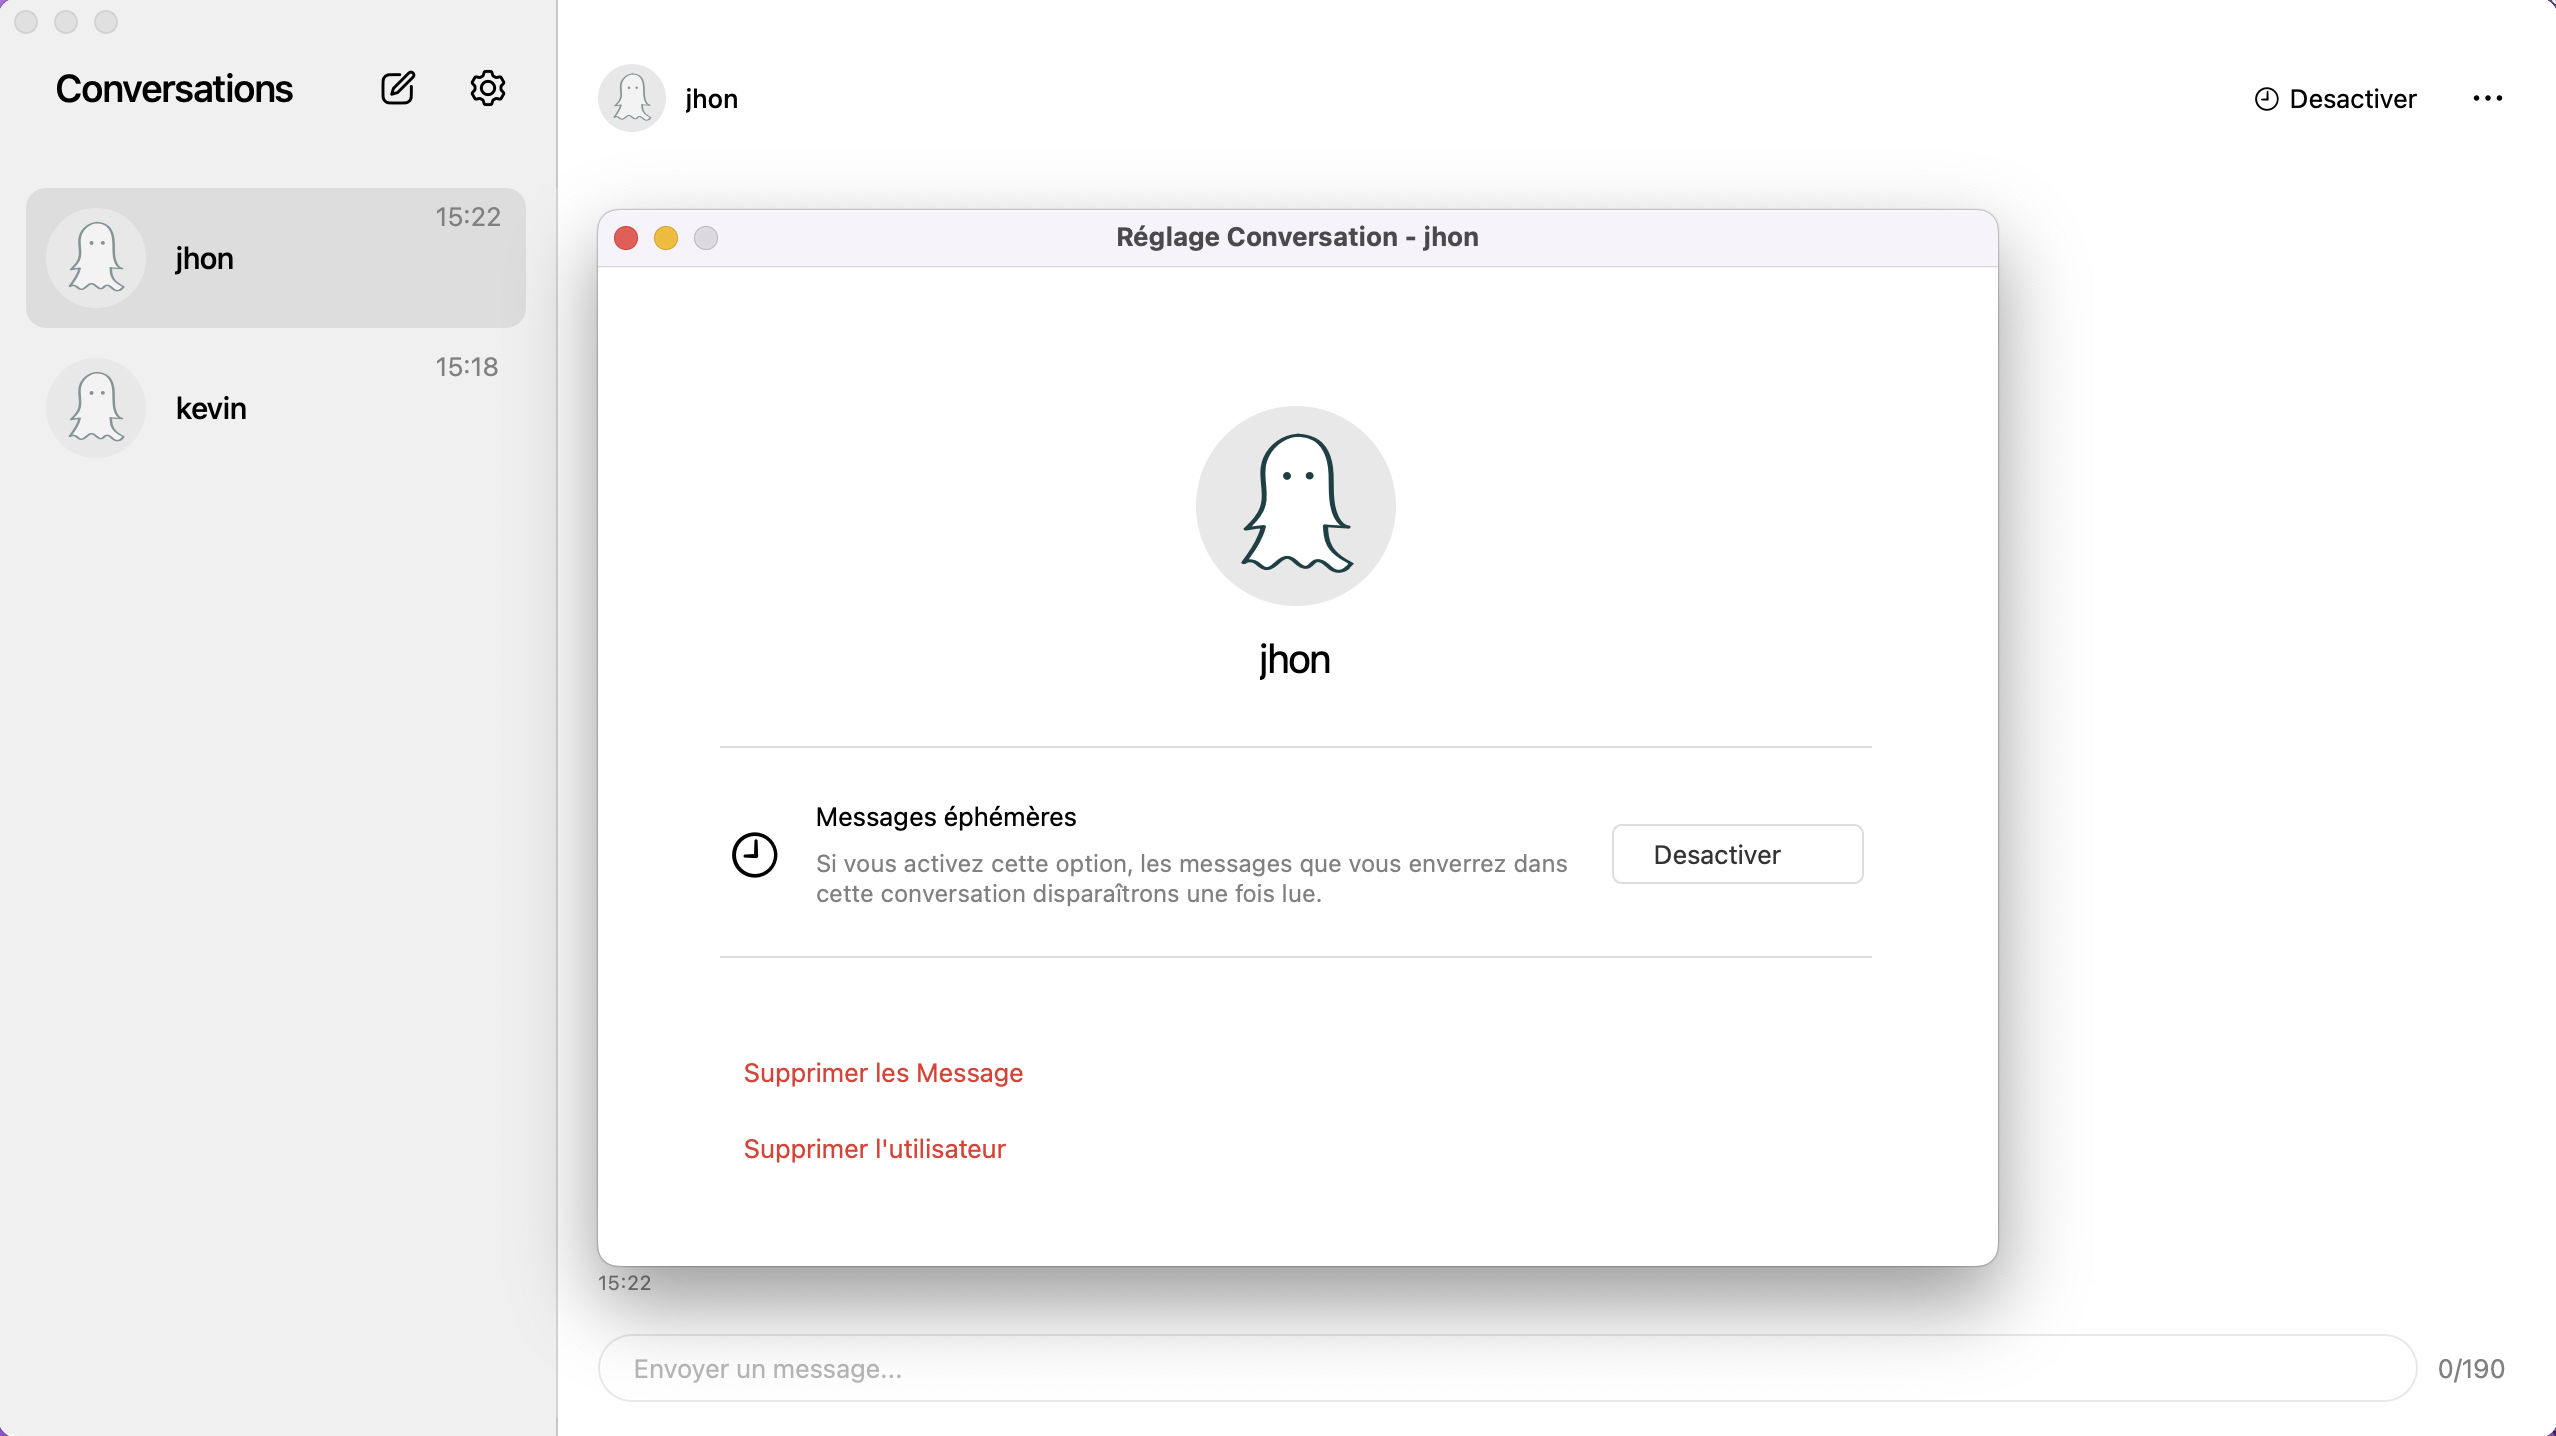 Conversations
jhon
15:22
kevin
15:18
jhon
Desactiver
Réglage Conversation - jhon
jhon
Messages éphémères
Si vous activez cette option, les messages que vous enverrez dans
cette conversation disparaîtrons une fois lue.
Desactiver
Supprimer les Message
Supprimer l'utilisateur
15:22
Envoyer un message...
0/190